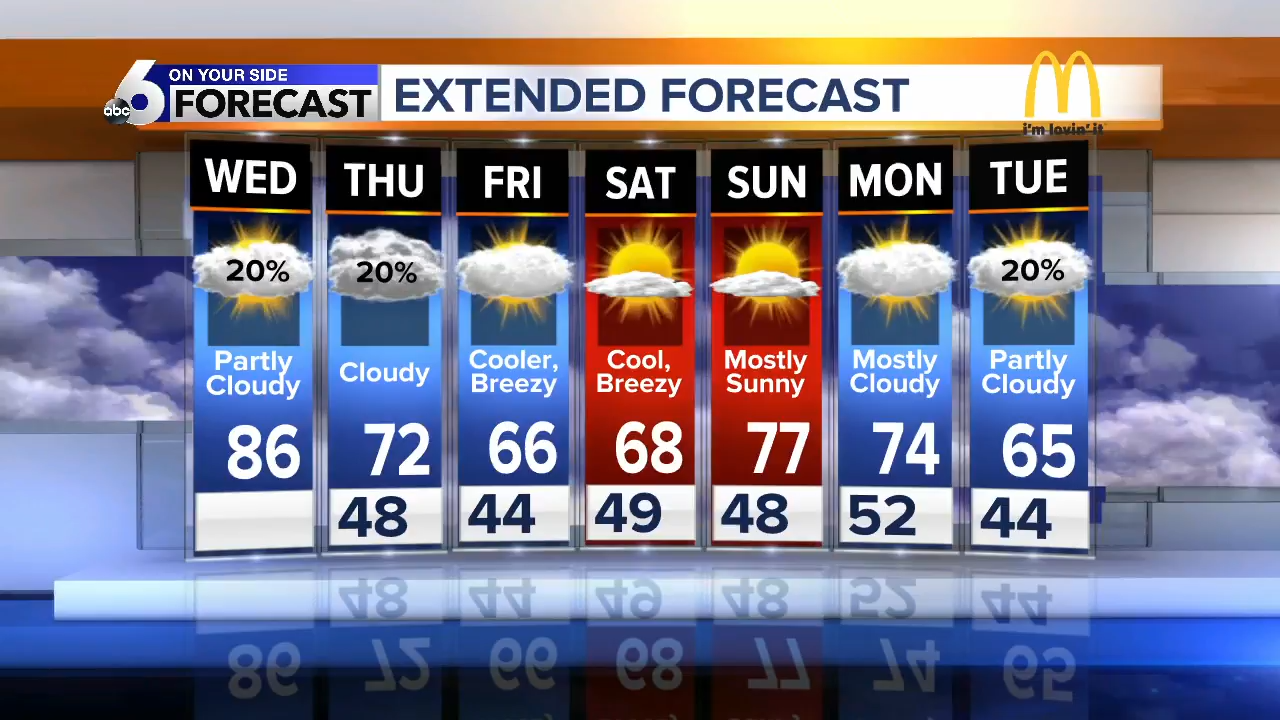 abc 6 ON YOUR SIDE
FORECAST
EXTENDED FORECAST
i'm lovin' it
WED THU FRI SAT SUN MON TUE
20% 20% 20%
Partly Cloudy Cooler, Cool, Mostly Mostly Partly
Cloudy Breezy Breezy Sunny Cloudy Cloudy
86 72 66 68 77 74 65
48 44 49 48 52 44